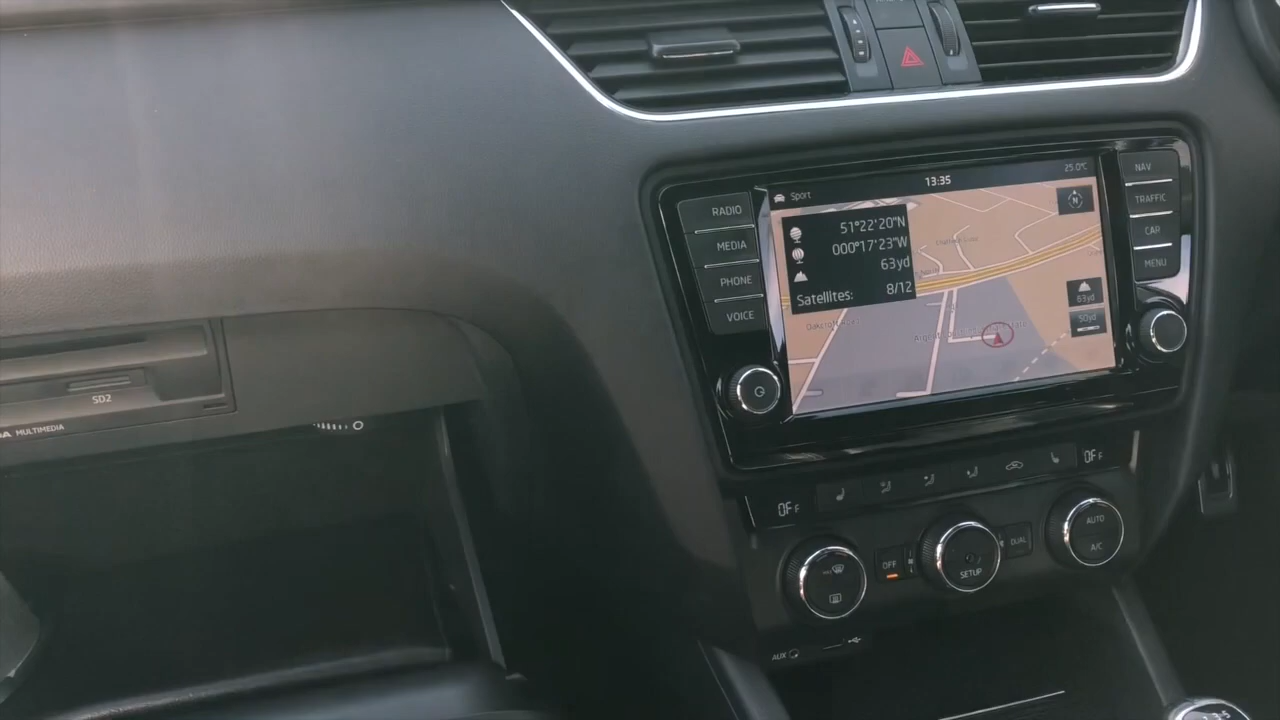 13:35
25.0°C
Sport
RADIO
MEDIA
PHONE
VOICE
51°22'20"N
000°17'23"W
63yd
Satellites: 8/12
N
63yd
50yd
NAV
TRAFFIC
CAR
MENU
SD2
MULTIMEDIA
OFF
OFF
OFF
SETUP
DUAL
AUTO
A/C
AUX